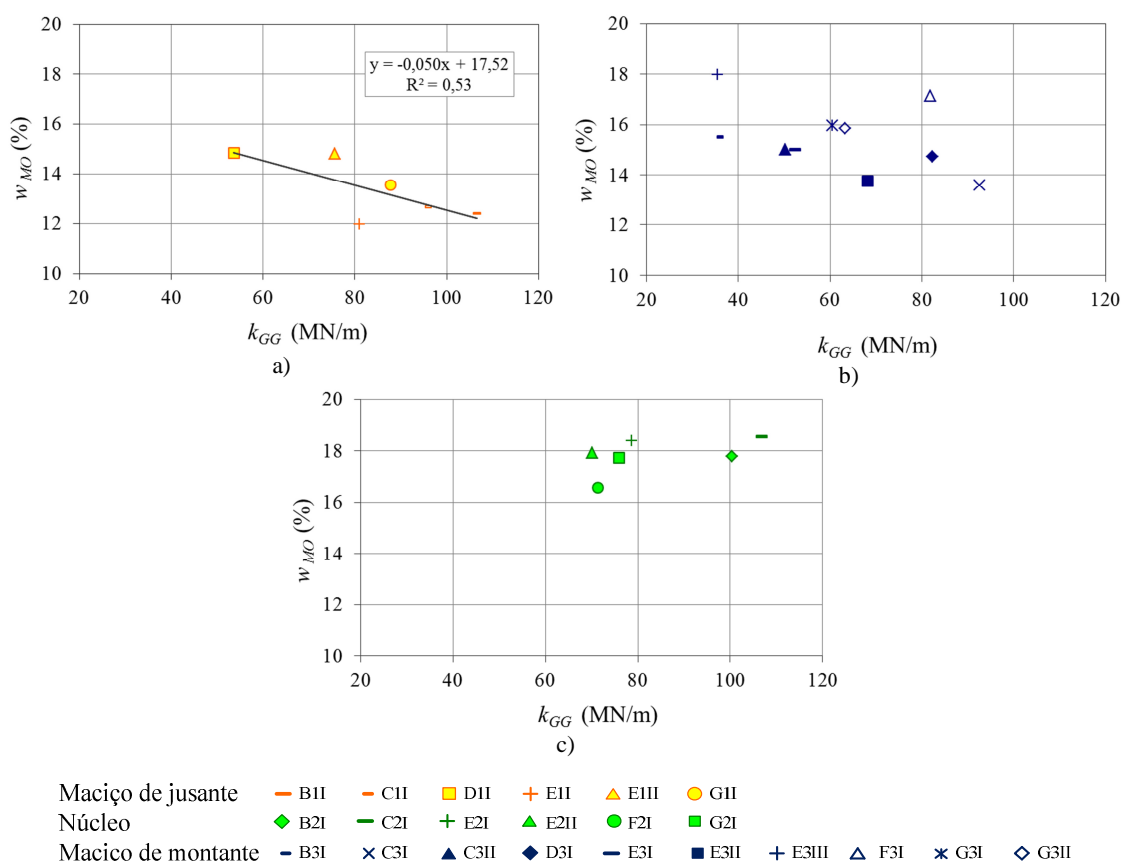 20
18
16
14
12
10
w MO (%)
y = -0,050x + 17,52
R² = 0,53
20 40 60 80 100 120
k GG (MN/m)
a)
20
18
16
14
12
10
w MO (%)
20 40 60 80 100 120
k GG (MN/m)
b)
20
18
16
14
12
10
w MO (%)
20 40 60 80 100 120
k GG (MN/m)
c)
Maciço de jusante B1I C1I D1I E1I E1II G1I
Núcleo B2I C2I E2I E2II F2I G2I
Maciço de montante B3I C3I C3II D3I E3I E3II E3III F3I G3I G3II